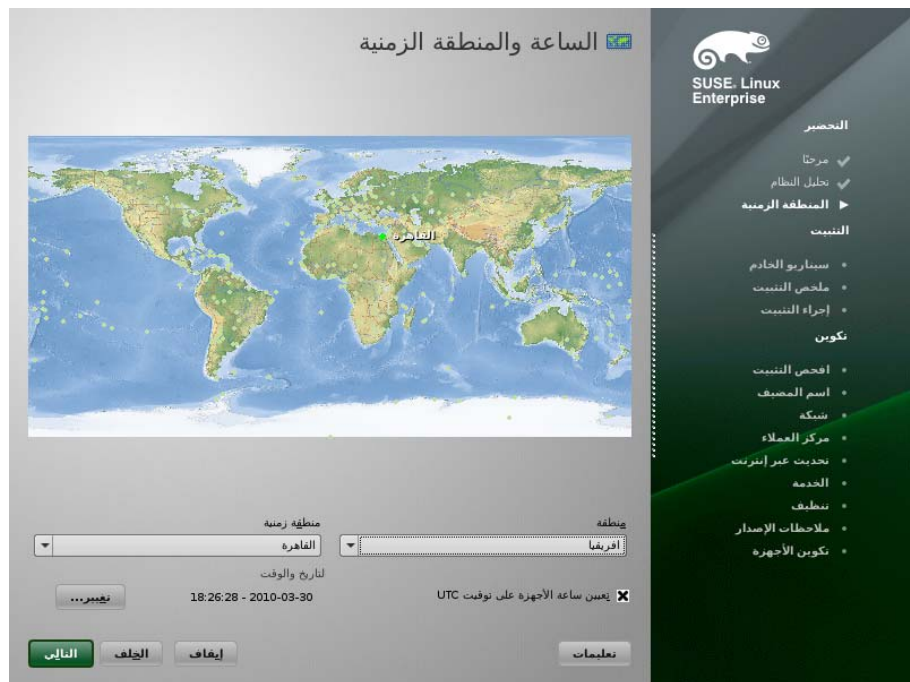 الساعة والمنطقة الزمنية
SUSE. Linux
Enterprise
التحضير
مرحبًا
تحليل النظام
المنطقة الزمنية
التثبيت
سيناريو الخادم
ملخص التثبيت
إجراء التثبيت
تكوين
افحص التثبيت
اسم المضيف
شبكة
مركز العملاء
تحديث عبر إنترنت
الخدمة
تنظيف
ملاحظات الإصدار
تكوين الأجهزة
القاهرة
منطقة
افريقيا
منطقة زمنية
القاهرة
تعيين ساعة الأجهزة على توقيت UTC
لتاريخ والوقت
18:26:28 - 2010-03-30
تغيير...
تعليمات
إيقاف
الخلف
التالي